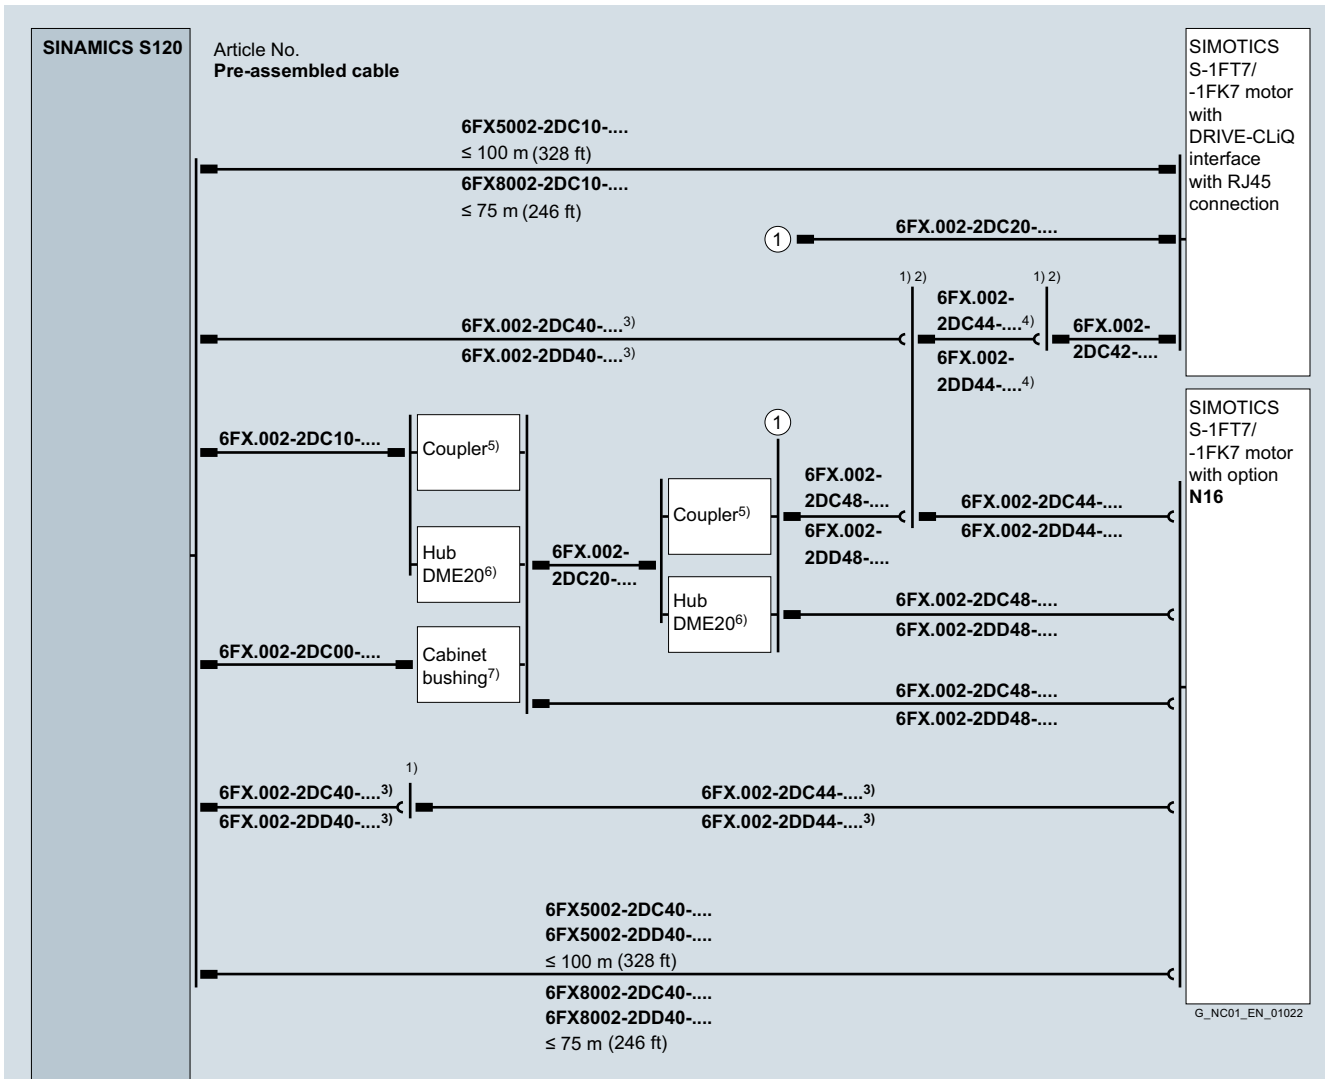 SINAMICS S120
Article No.
Pre-assembled cable
SIMOTICS
S-1FT7/
-1FK7 motor
with
DRIVE-CLiQ
interface
with RJ45
connection
6FX5002-2DC10-....
≤ 100 m (328 ft)
6FX8002-2DC10-....
≤ 75 m (246 ft)
1
6FX.002-2DC20-....
1) 2)
1) 2)
6FX.002-2DC40-....3)
6FX.002-2DD40-....3)
6FX.002-
2DC44-....4)
6FX.002-
2DD44-....4)
6FX.002-
2DC42-....
SIMOTICS
S-1FT7/
-1FK7 motor
with option
N16
6FX.002-2DC10-....
Coupler5)
Hub
DME206)
6FX.002-
2DC20-....
1
Coupler5)
Hub
DME206)
6FX.002-
2DC48-....
6FX.002-
2DD48-....
6FX.002-2DC44-....
6FX.002-2DD44-....
6FX.002-2DC48-....
6FX.002-2DD48-....
6FX.002-2DC00-....
Cabinet
bushing7)
6FX.002-2DC48-....
6FX.002-2DD48-....
1)
6FX.002-2DC40-....3)
6FX.002-2DD40-....3)
6FX.002-2DC44-....3)
6FX.002-2DD44-....3)
6FX5002-2DC40-....
6FX5002-2DD40-....
≤ 100 m (328 ft)
6FX8002-2DC40-....
6FX8002-2DD40-....
≤ 75 m (246 ft)
G_NC01_EN_01022